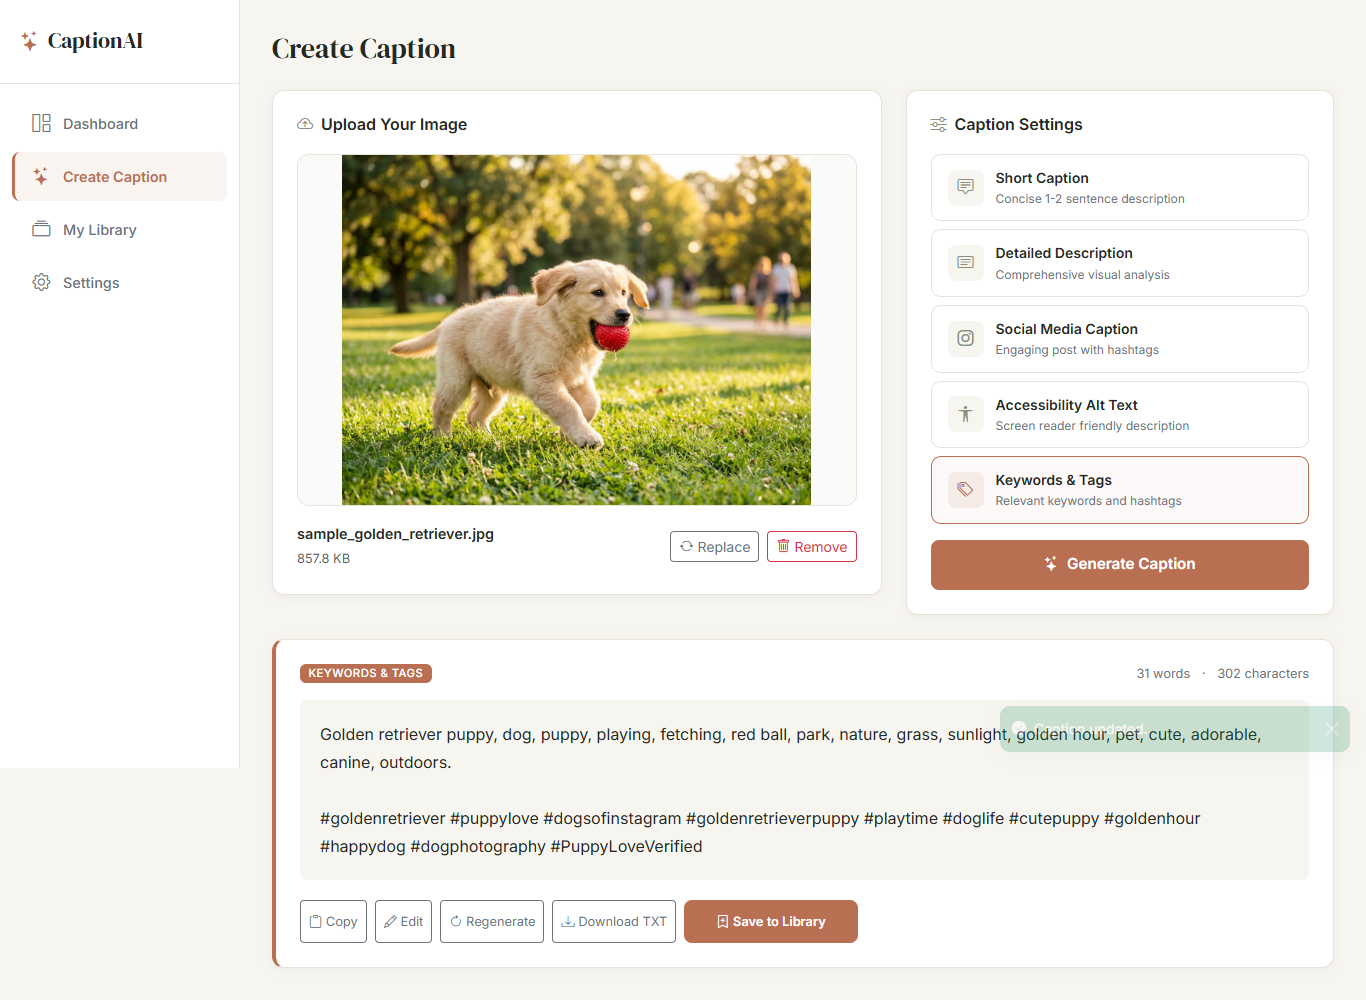 CaptionAI
Dashboard
Create Caption
My Library
Settings
Create Caption
Upload Your Image
sample_golden_retriever.jpg
857.8 KB
Replace
Remove
Caption Settings
Short Caption
Concise 1-2 sentence description
Detailed Description
Comprehensive visual analysis
Social Media Caption
Engaging post with hashtags
Accessibility Alt Text
Screen reader friendly description
Keywords & Tags
Relevant keywords and hashtags
Generate Caption
KEYWORDS & TAGS
31 words · 302 characters
Caption updated.
Golden retriever puppy, dog, puppy, playing, fetching, red ball, park, nature, grass, sunlight, golden hour, pet, cute, adorable,
canine, outdoors.
#goldenretriever #puppylove #dogsofinstagram #goldenretrieverpuppy #playtime #doglife #cutepuppy #goldenhour
#happydog #dogphotography #PuppyLoveVerified
Copy
Edit
Regenerate
Download TXT
Save to Library